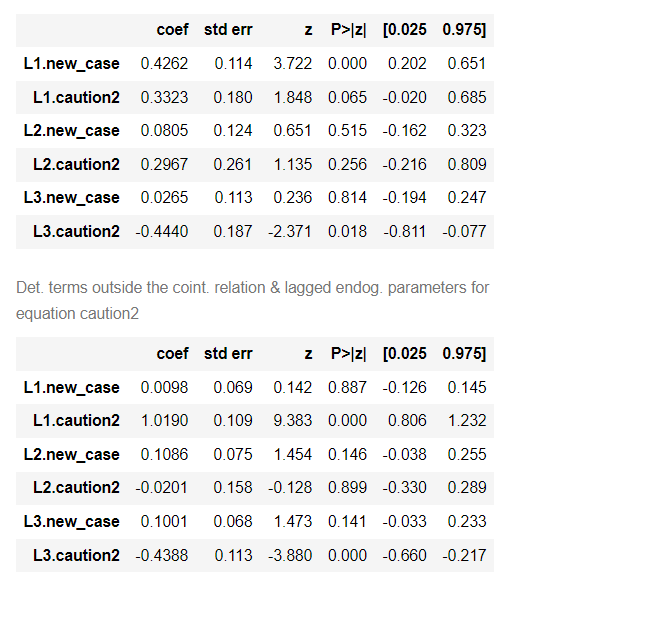 coef std err z P>|z| [0.025 0.975]
L1.new_case 0.4262 0.114 3.722 0.000 0.202 0.651
L1.caution2 0.3323 0.180 1.848 0.065 -0.020 0.685
L2.new_case 0.0805 0.124 0.651 0.515 -0.162 0.323
L2.caution2 0.2967 0.261 1.135 0.256 -0.216 0.809
L3.new_case 0.0265 0.113 0.236 0.814 -0.194 0.247
L3.caution2 -0.4440 0.187 -2.371 0.018 -0.811 -0.077
Det. terms outside the coint. relation & lagged endog. parameters for
equation caution2
coef std err z P>|z| [0.025 0.975]
L1.new_case 0.0098 0.069 0.142 0.887 -0.126 0.145
L1.caution2 1.0190 0.109 9.383 0.000 0.806 1.232
L2.new_case 0.1086 0.075 1.454 0.146 -0.038 0.255
L2.caution2 -0.0201 0.158 -0.128 0.899 -0.330 0.289
L3.new_case 0.1001 0.068 1.473 0.141 -0.033 0.233
L3.caution2 -0.4388 0.113 -3.880 0.000 -0.660 -0.217